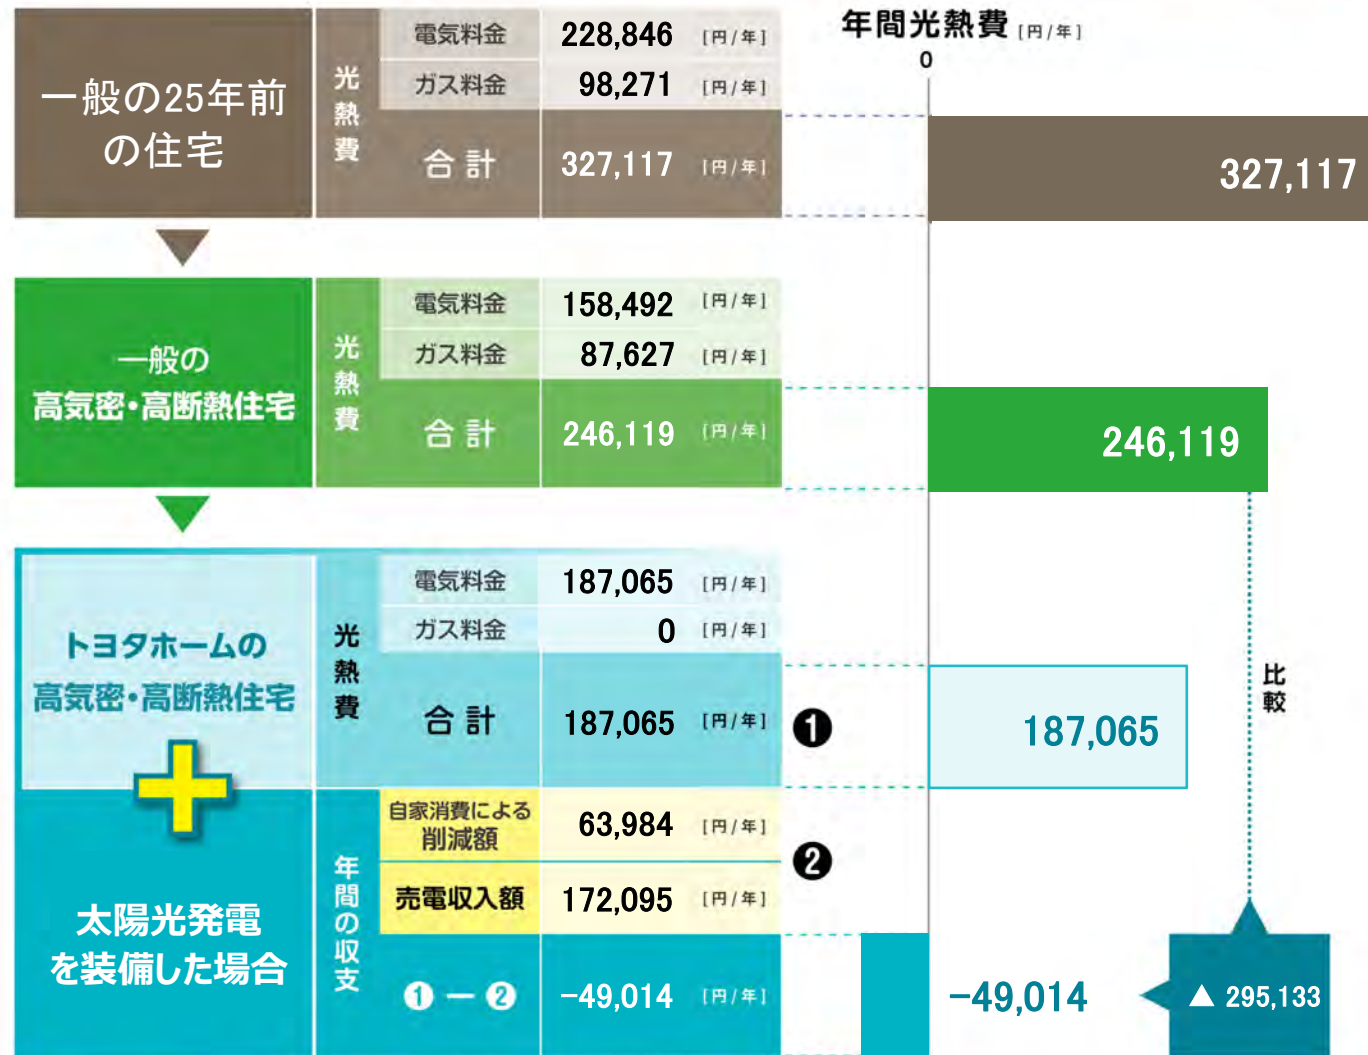 一般の25年前
の住宅
光熱費
電気料金 228,846 [円/年]
ガス料金 98,271 [円/年]
合計 327,117 [円/年]
年間光熱費 [円/年]
0
327,117
一般の
高気密・高断熱住宅
光熱費
電気料金 158,492 [円/年]
ガス料金 87,627 [円/年]
合計 246,119 [円/年]
246,119
トヨタホームの
高気密・高断熱住宅
光熱費
電気料金 187,065 [円/年]
ガス料金 0 [円/年]
合計 187,065 [円/年] ❶
187,065
比較
太陽光発電
を装備した場合
年間の収支
自家消費による
削減額 63,984 [円/年]
❷
売電収入額 172,095 [円/年]
❶ー❷ −49,014 [円/年]
−49,014
▲ 295,133